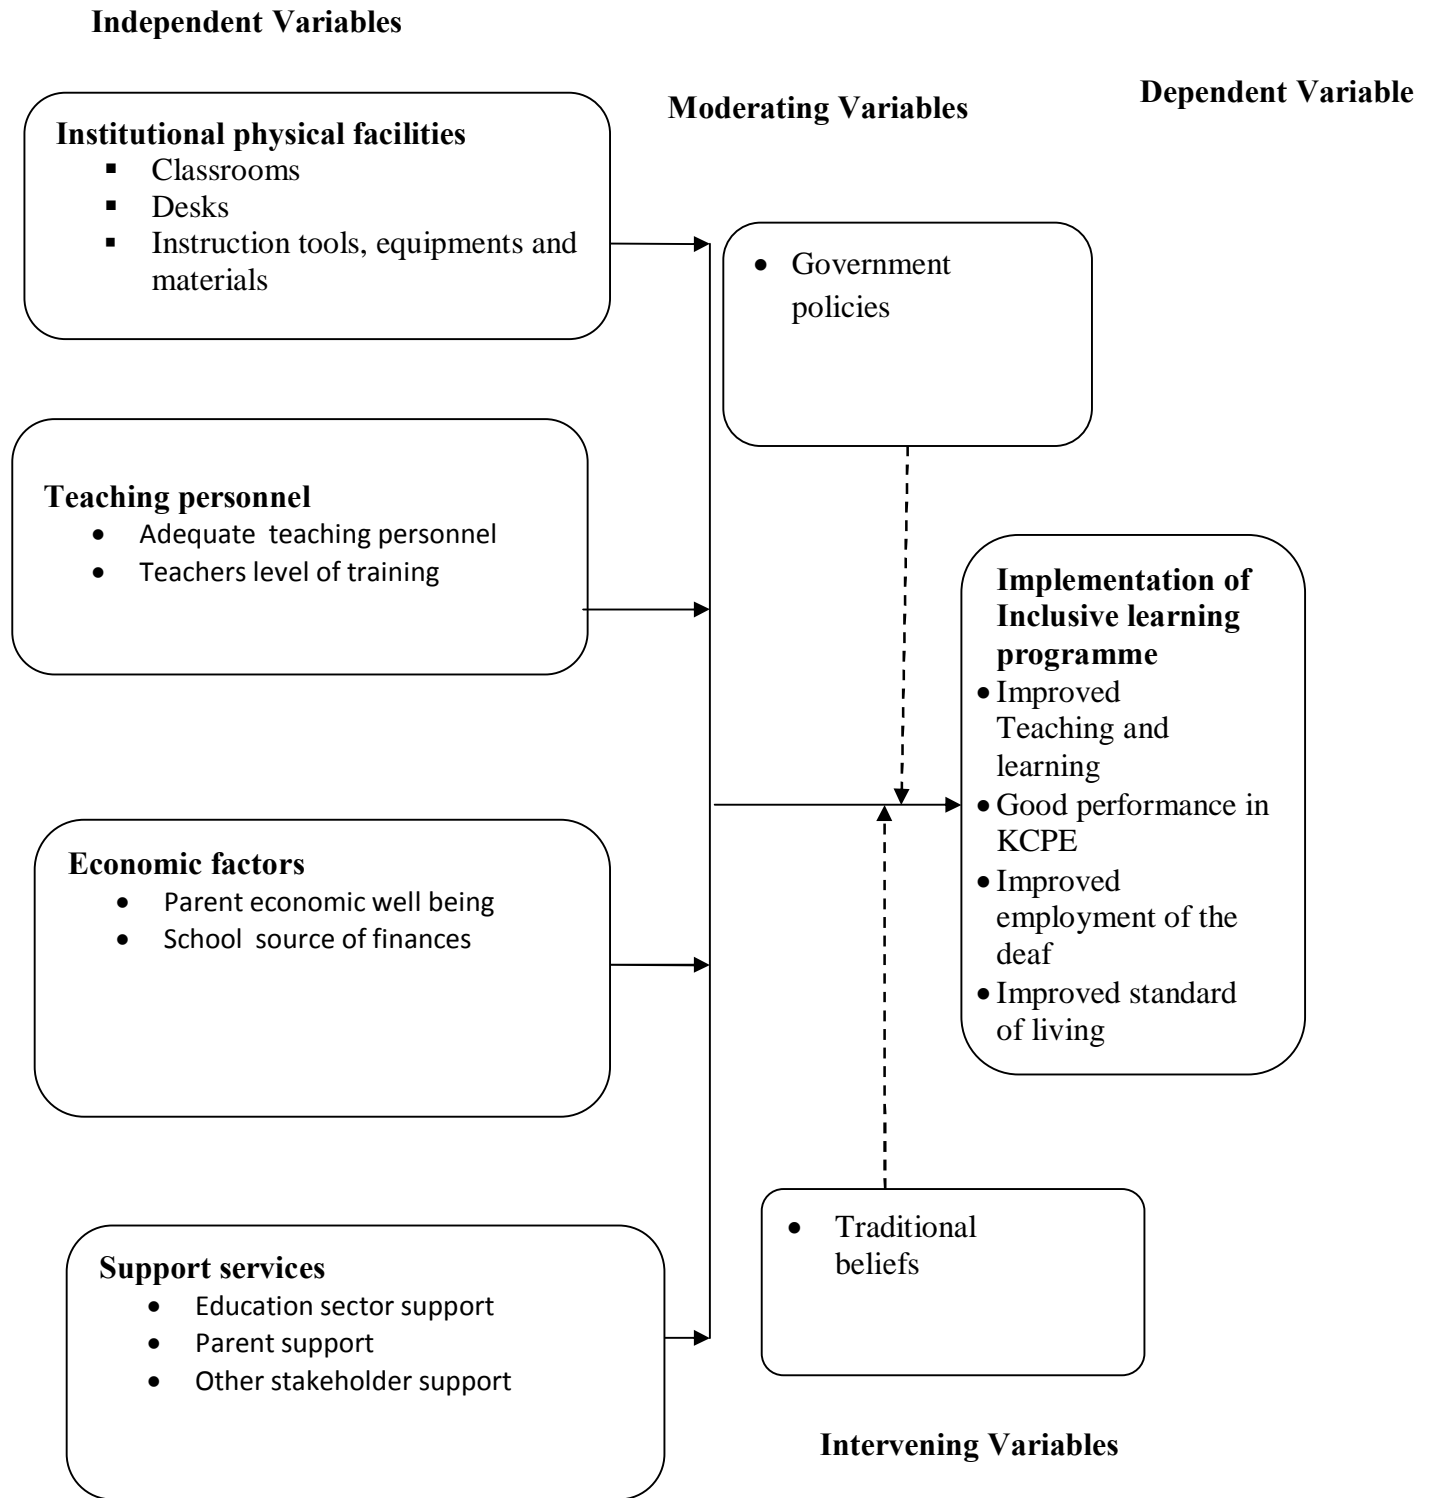 Independent Variables
Moderating Variables
Dependent Variable
Institutional physical facilities
▪ Classrooms
▪ Desks
▪ Instruction tools, equipments and
materials
• Government
policies
Teaching personnel
• Adequate teaching personnel
• Teachers level of training
Implementation of
Inclusive learning
programme
• Improved
Teaching and
learning
• Good performance in
KCPE
• Improved
employment of the
deaf
• Improved standard
of living
Economic factors
• Parent economic well being
• School source of finances
• Traditional
beliefs
Support services
• Education sector support
• Parent support
• Other stakeholder support
Intervening Variables